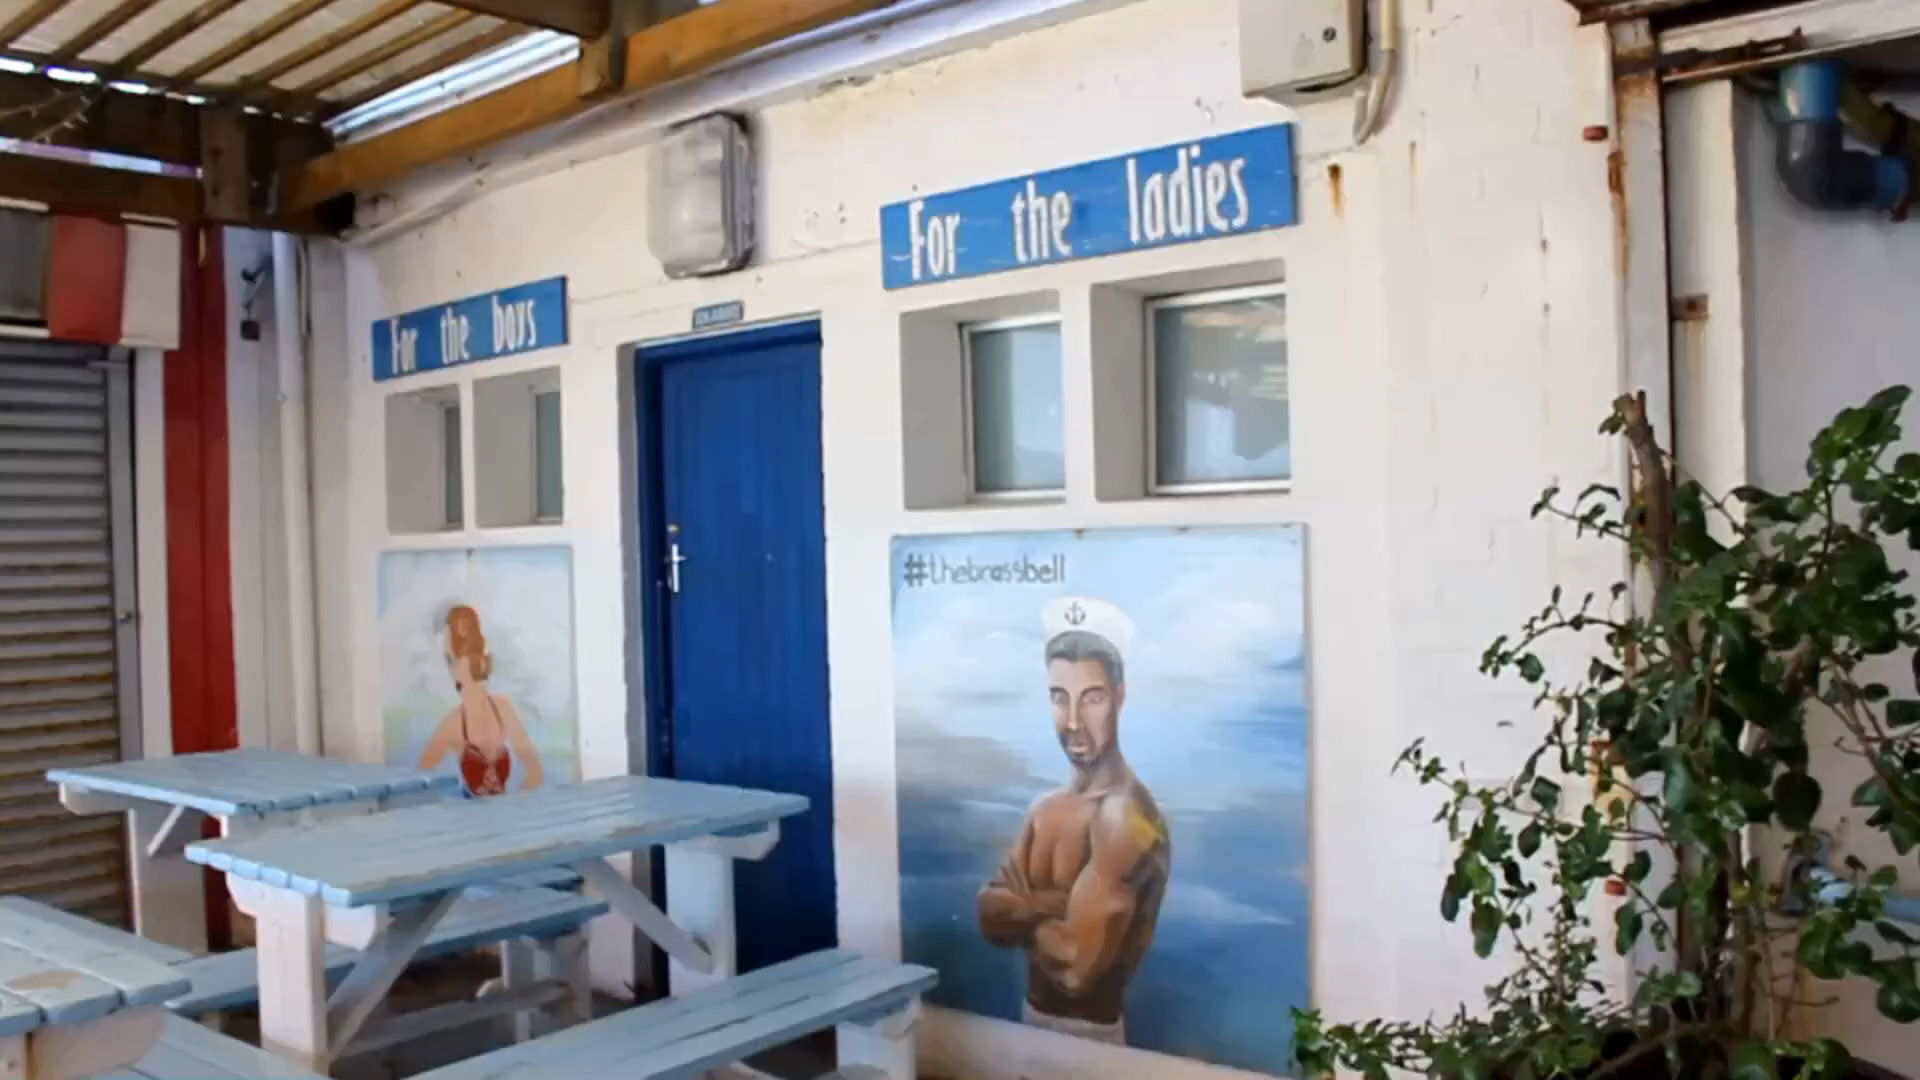 For the boys
For the ladies
#thebrassbell